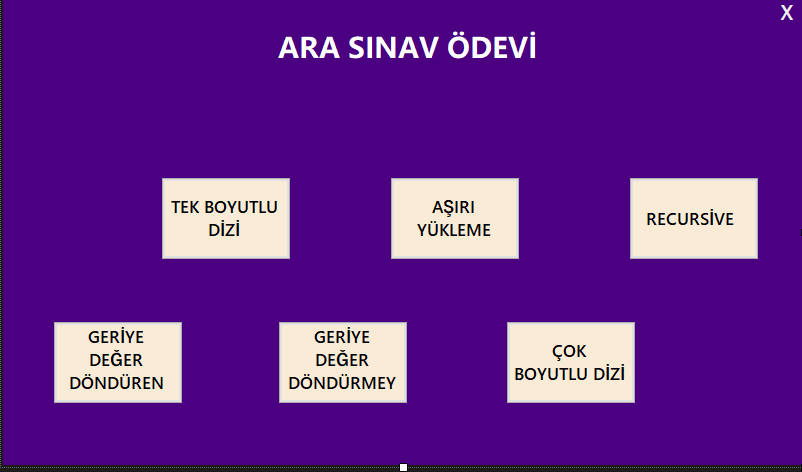 X
ARA SINAV ÖDEVİ
TEK BOYUTLU
DİZİ
AŞIRI
YÜKLEME
RECURSİVE
GERİYE
DEĞER
DÖNDÜREN
GERİYE
DEĞER
DÖNDÜRMEY
ÇOK
BOYUTLU DİZİ